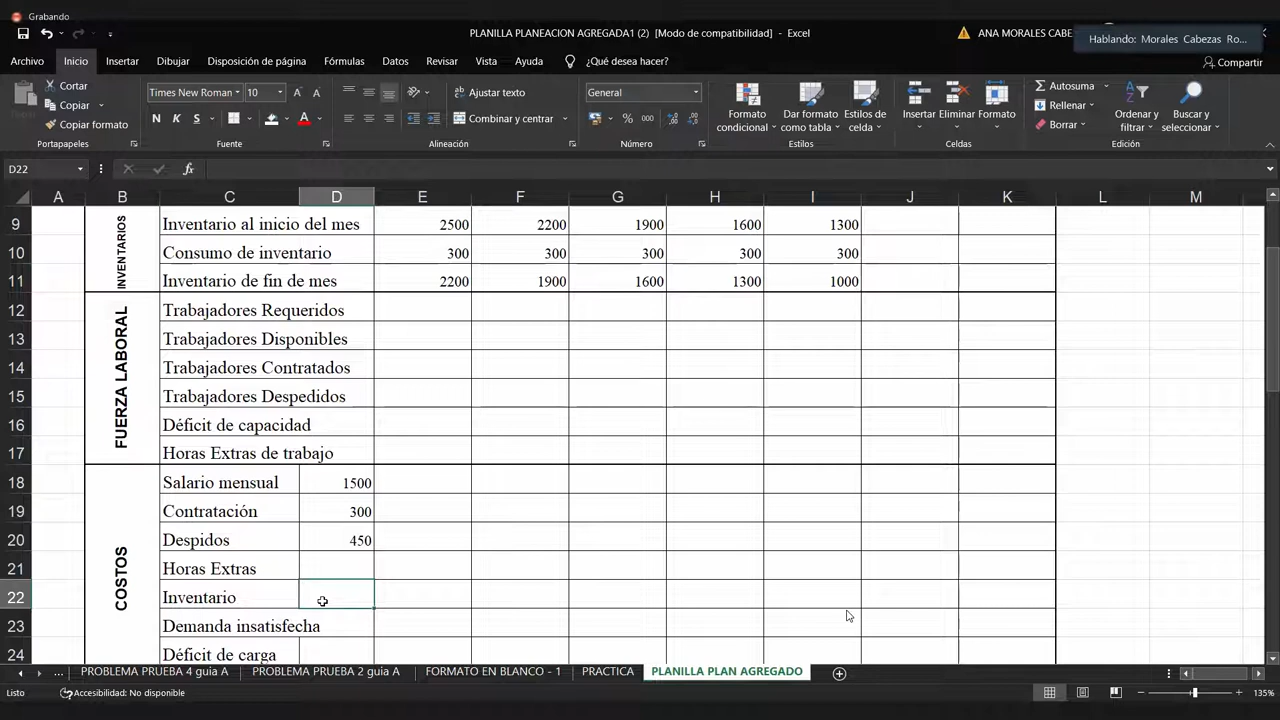 Grabando
PLANILLA PLANEACION AGREGADA1 (2) [Modo de compatibilidad] - Excel
ANA MORALES CABE
Hablando: Morales Cabezas Ro...
Archivo Inicio Insertar Dibujar Disposición de página Fórmulas Datos Revisar Vista Ayuda ¿Qué desea hacer? Compartir
Cortar
Copiar
Copiar formato
Portapapeles
Times New Roman 10
N K S
Fuente
Ajustar texto
Combinar y centrar
Alineación
General
% 000
Número
Formato condicional
Dar formato como tabla
Estilos de celda
Estilos
Insertar Eliminar Formato
Celdas
Autosuma
Rellenar
Borrar
Ordenar y filtrar
Buscar y seleccionar
Edición
D22 fx
A B C D E F G H I J K L M
INVENTARIOS
9 Inventario al inicio del mes 2500 2200 1900 1600 1300
10 Consumo de inventario 300 300 300 300 300
11 Inventario de fin de mes 2200 1900 1600 1300 1000
FUERZA LABORAL
12 Trabajadores Requeridos
13 Trabajadores Disponibles
14 Trabajadores Contratados
15 Trabajadores Despedidos
16 Déficit de capacidad
17 Horas Extras de trabajo
COSTOS
18 Salario mensual 1500
19 Contratación 300
20 Despidos 450
21 Horas Extras
22 Inventario
23 Demanda insatisfecha
24 Déficit de carga
... PROBLEMA PRUEBA 4 guia A PROBLEMA PRUEBA 2 guia A FORMATO EN BLANCO - 1 PRACTICA PLANILLA PLAN AGREGADO
Listo Accesibilidad: No disponible 135%